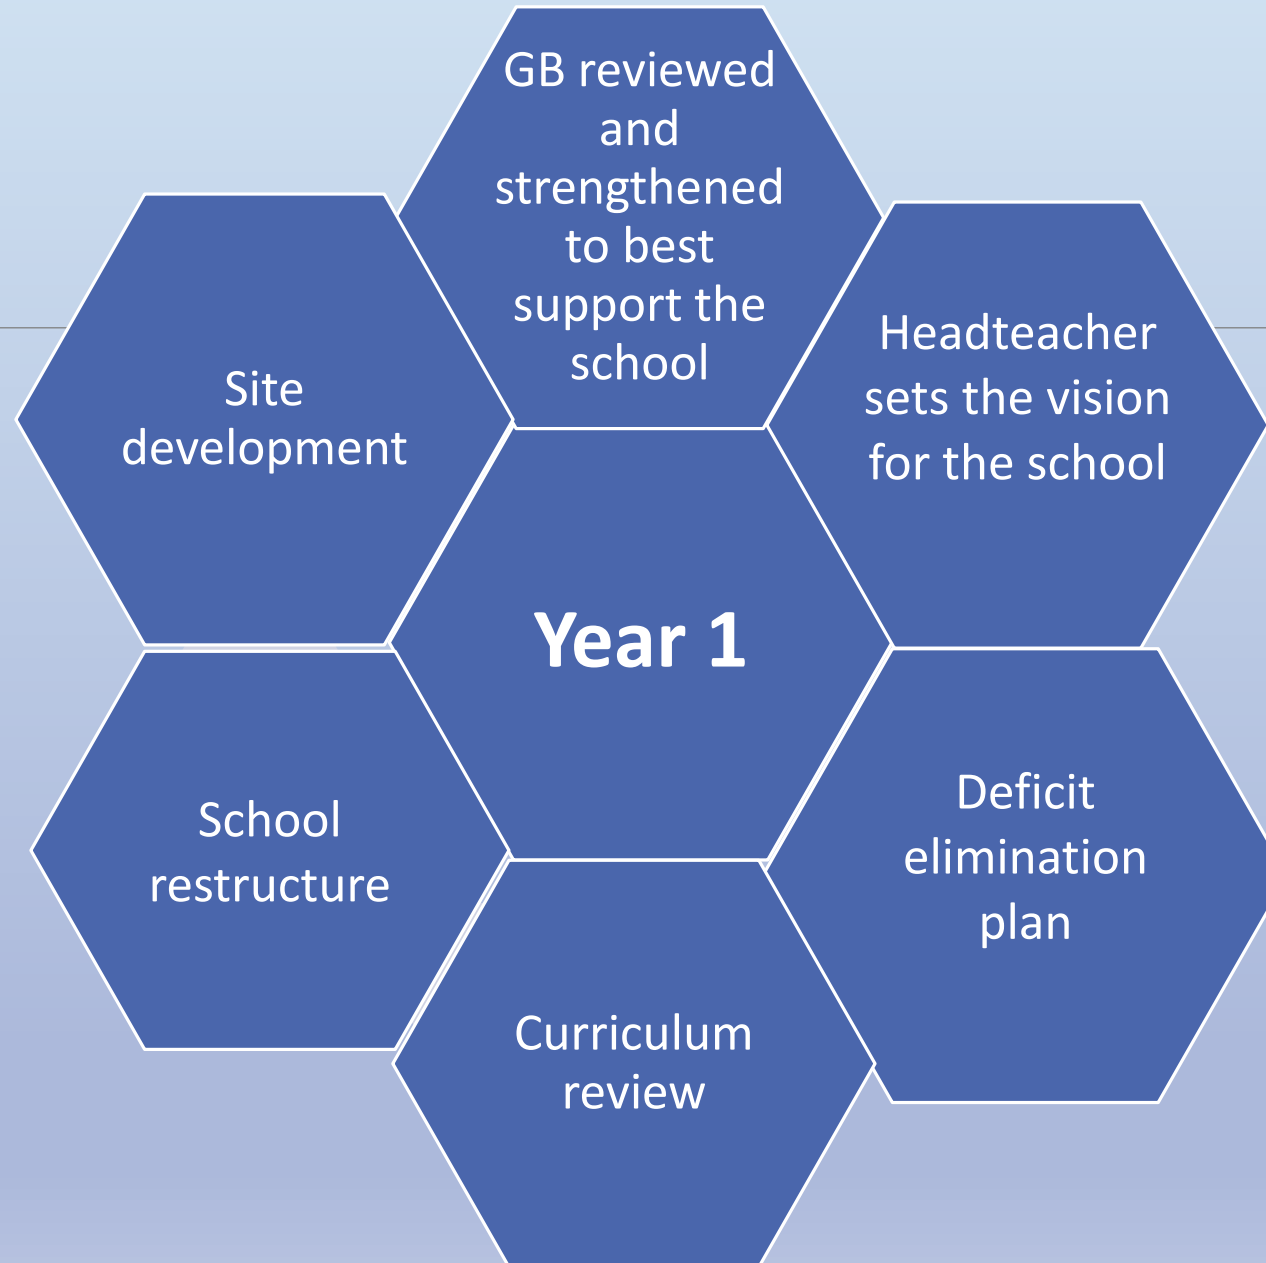 GB reviewed
and
strengthened
to best
support the
school
Headteacher
sets the vision
for the school
Site
development
Year 1
Deficit
elimination
plan
School
restructure
Curriculum
review